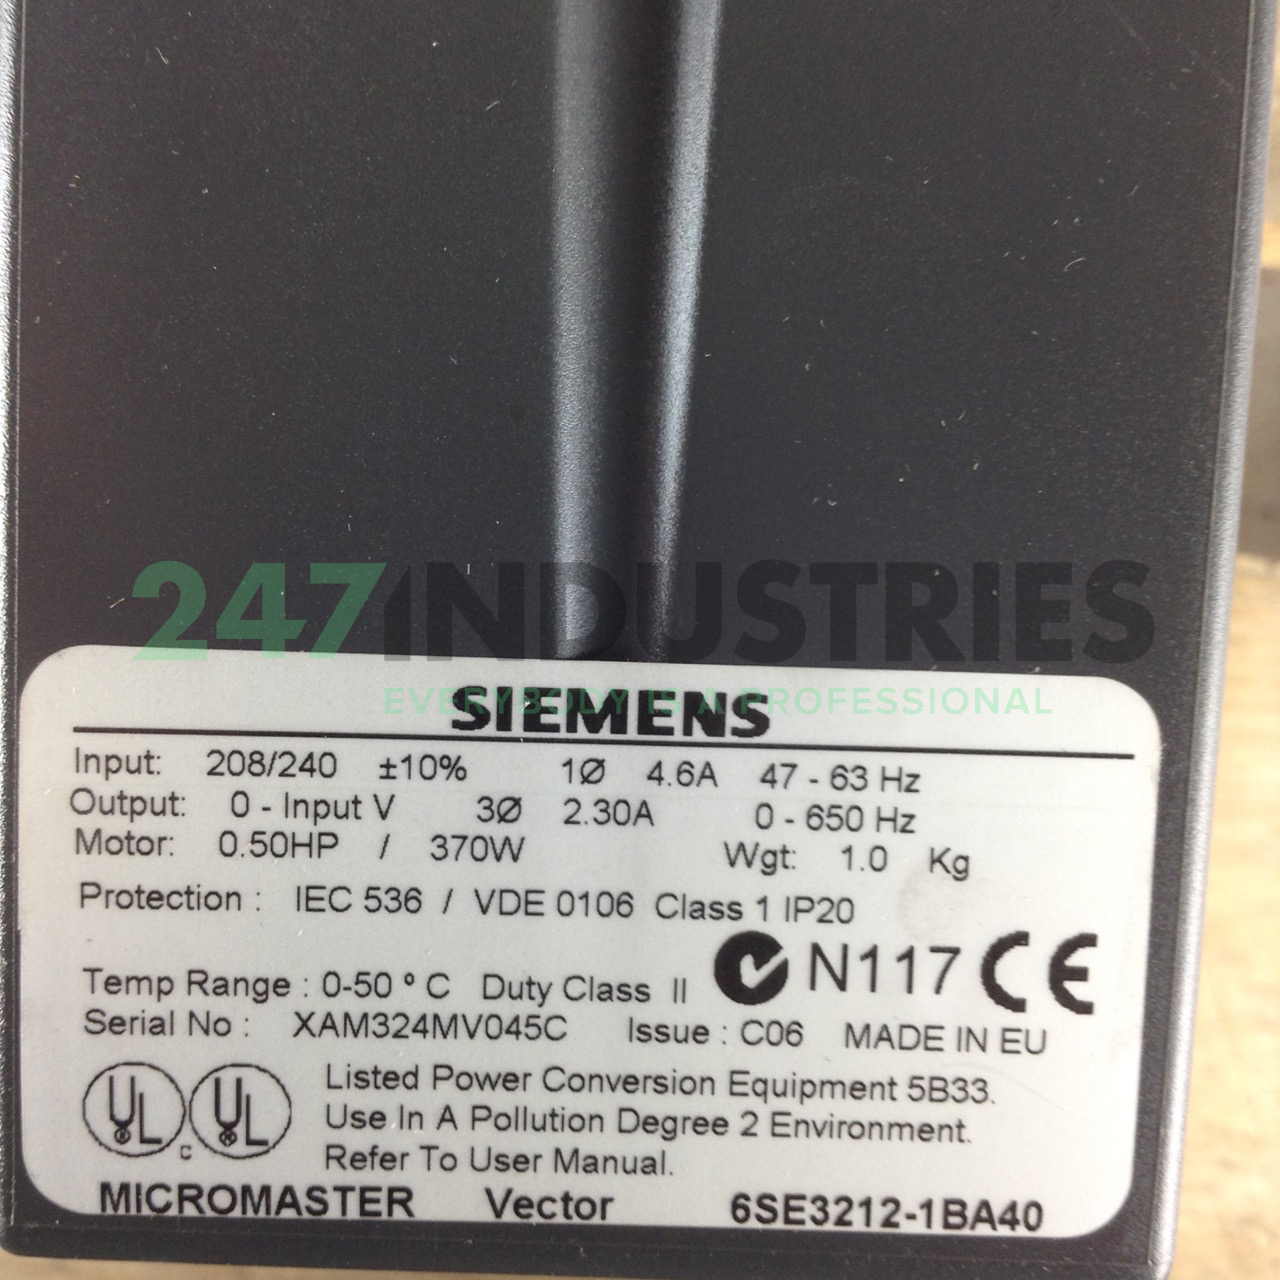 247INDUSTRIES
EVERYBODY IS A PROFESSIONAL
SIEMENS
Input: 208/240 ±10% 1Ø 4.6A 47 - 63 Hz
Output: 0 - Input V 3Ø 2.30A 0 - 650 Hz
Motor: 0.50HP / 370W Wgt: 1.0 Kg
Protection : IEC 536 / VDE 0106 Class 1 IP20
N117 CE
Temp Range : 0-50 º C Duty Class II
Serial No : XAM324MV045C Issue : C06 MADE IN EU
UL c UL
Listed Power Conversion Equipment 5B33.
Use In A Pollution Degree 2 Environment.
Refer To User Manual.
MICROMASTER Vector 6SE3212-1BA40